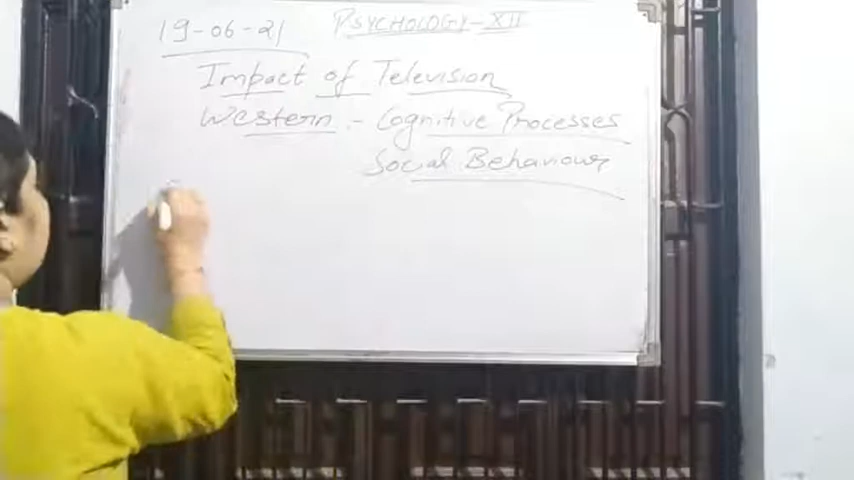 19-06-21 PSYCHOLOGY-XII
Impact of Television
Western :- Cognitive Processes
Social Behaviour